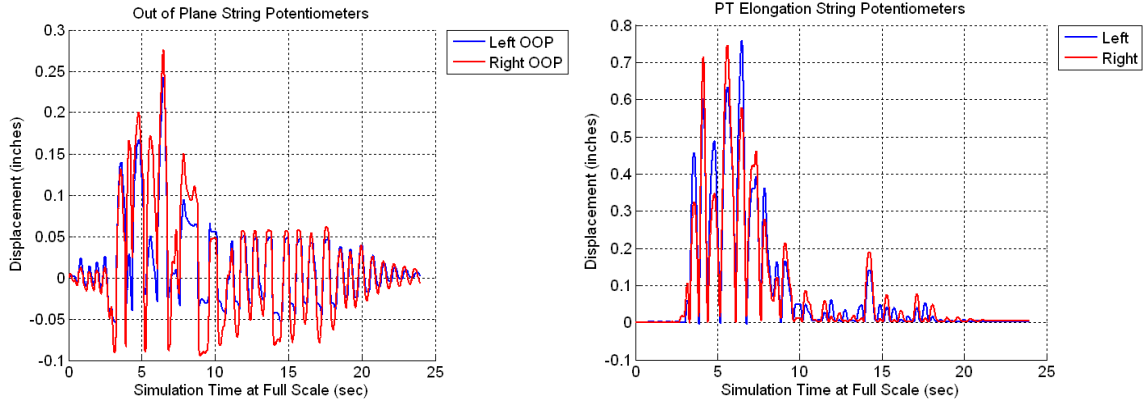 Out of Plane String Potentiometers
Displacement (inches)
0.3
0.25
0.2
0.15
0.1
0.05
0
-0.05
-0.1
0 5 10 15 20 25
Simulation Time at Full Scale (sec)
Left OOP
Right OOP
PT Elongation String Potentiometers
Displacement (inches)
0.8
0.7
0.6
0.5
0.4
0.3
0.2
0.1
0
-0.1
0 5 10 15 20 25
Simulation Time at Full Scale (sec)
Left
Right